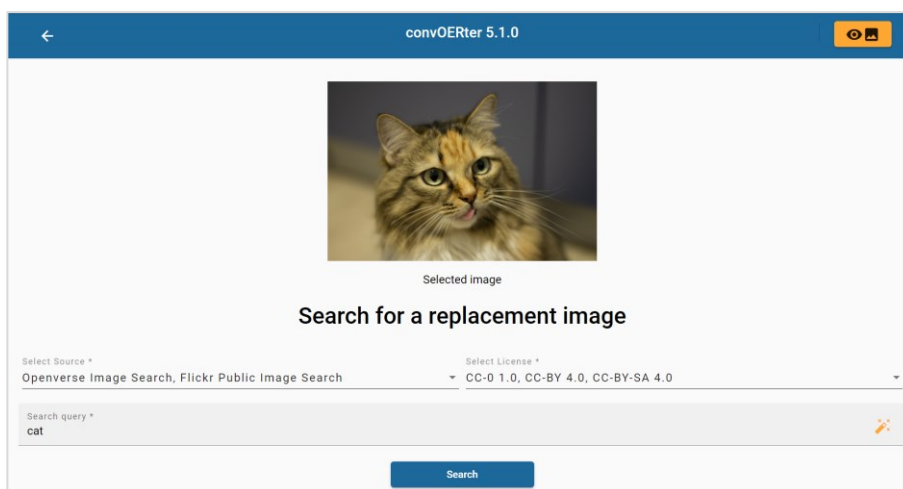 convOERter 5.1.0
Selected image
Search for a replacement image
Select Source *
Select License *
Openverse Image Search, Flickr Public Image Search
CC-0 1.0, CC-BY 4.0, CC-BY-SA 4.0
Search query *
cat
Search